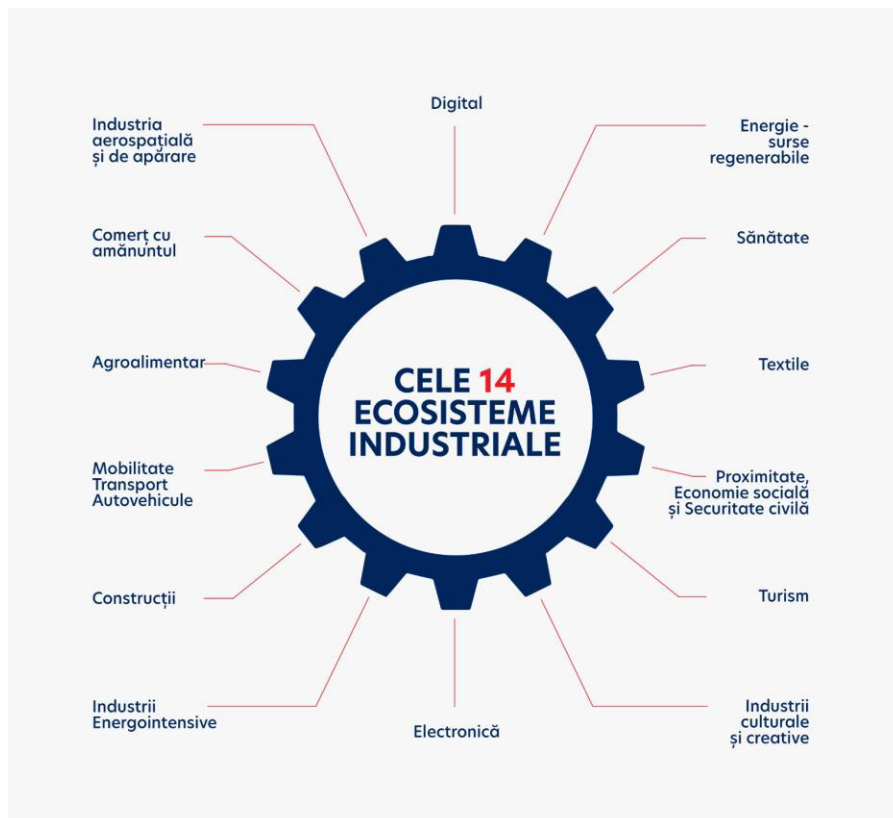 Digital
Industria
aerospațială
și de apărare
Energie -
surse
regenerabile
Comerț cu
amănuntul
Sănătate
Agroalimentar
Textile
CELE 14
ECOSISTEME
INDUSTRIALE
Mobilitate
Transport
Autovehicule
Proximitate,
Economie socială
și Securitate civilă
Construcții
Turism
Industrii
Energointensive
Electronică
Industrii
culturale
și creative